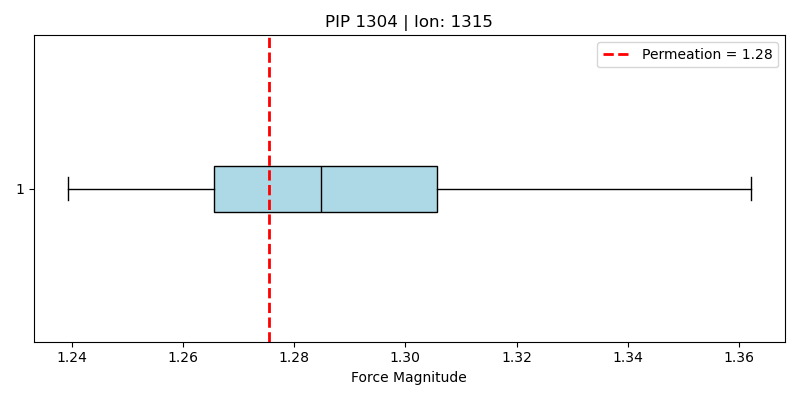 PIP 1304 | Ion: 1315
Permeation = 1.28
1
1.24 1.26 1.28 1.30 1.32 1.34 1.36
Force Magnitude